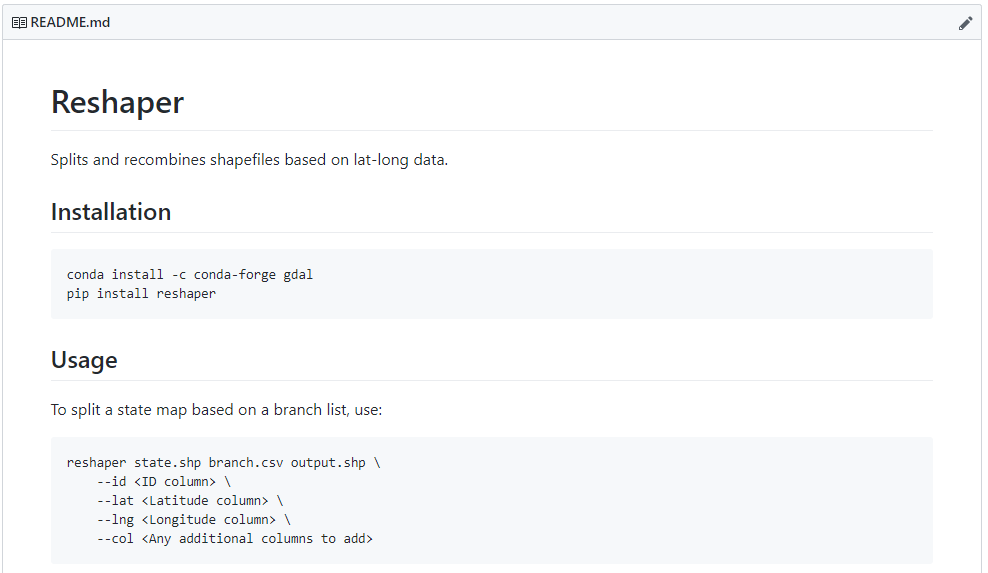 README.md
Reshaper
Splits and recombines shapefiles based on lat-long data.
Installation
conda install -c conda-forge gdal
pip install reshaper
Usage
To split a state map based on a branch list, use:
reshaper state.shp branch.csv output.shp \
    --id <ID column> \
    --lat <Latitude column> \
    --lng <Longitude column> \
    --col <Any additional columns to add>